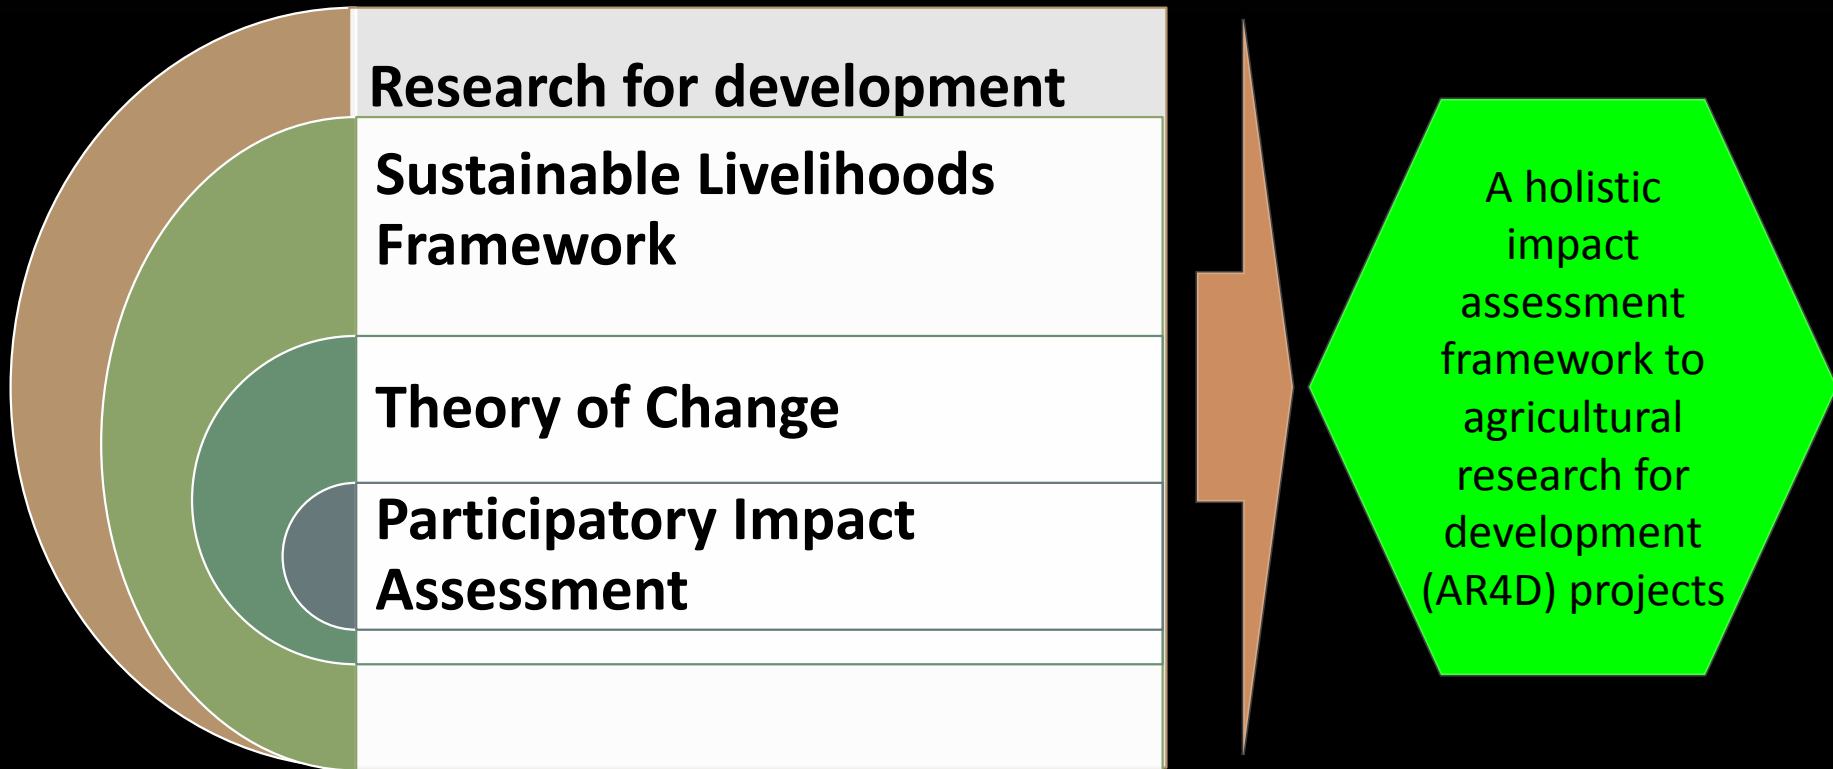 Research for development
Sustainable Livelihoods
Framework
Theory of Change
Participatory Impact
Assessment
A holistic
impact
assessment
framework to
agricultural
research for
development
(AR4D) projects